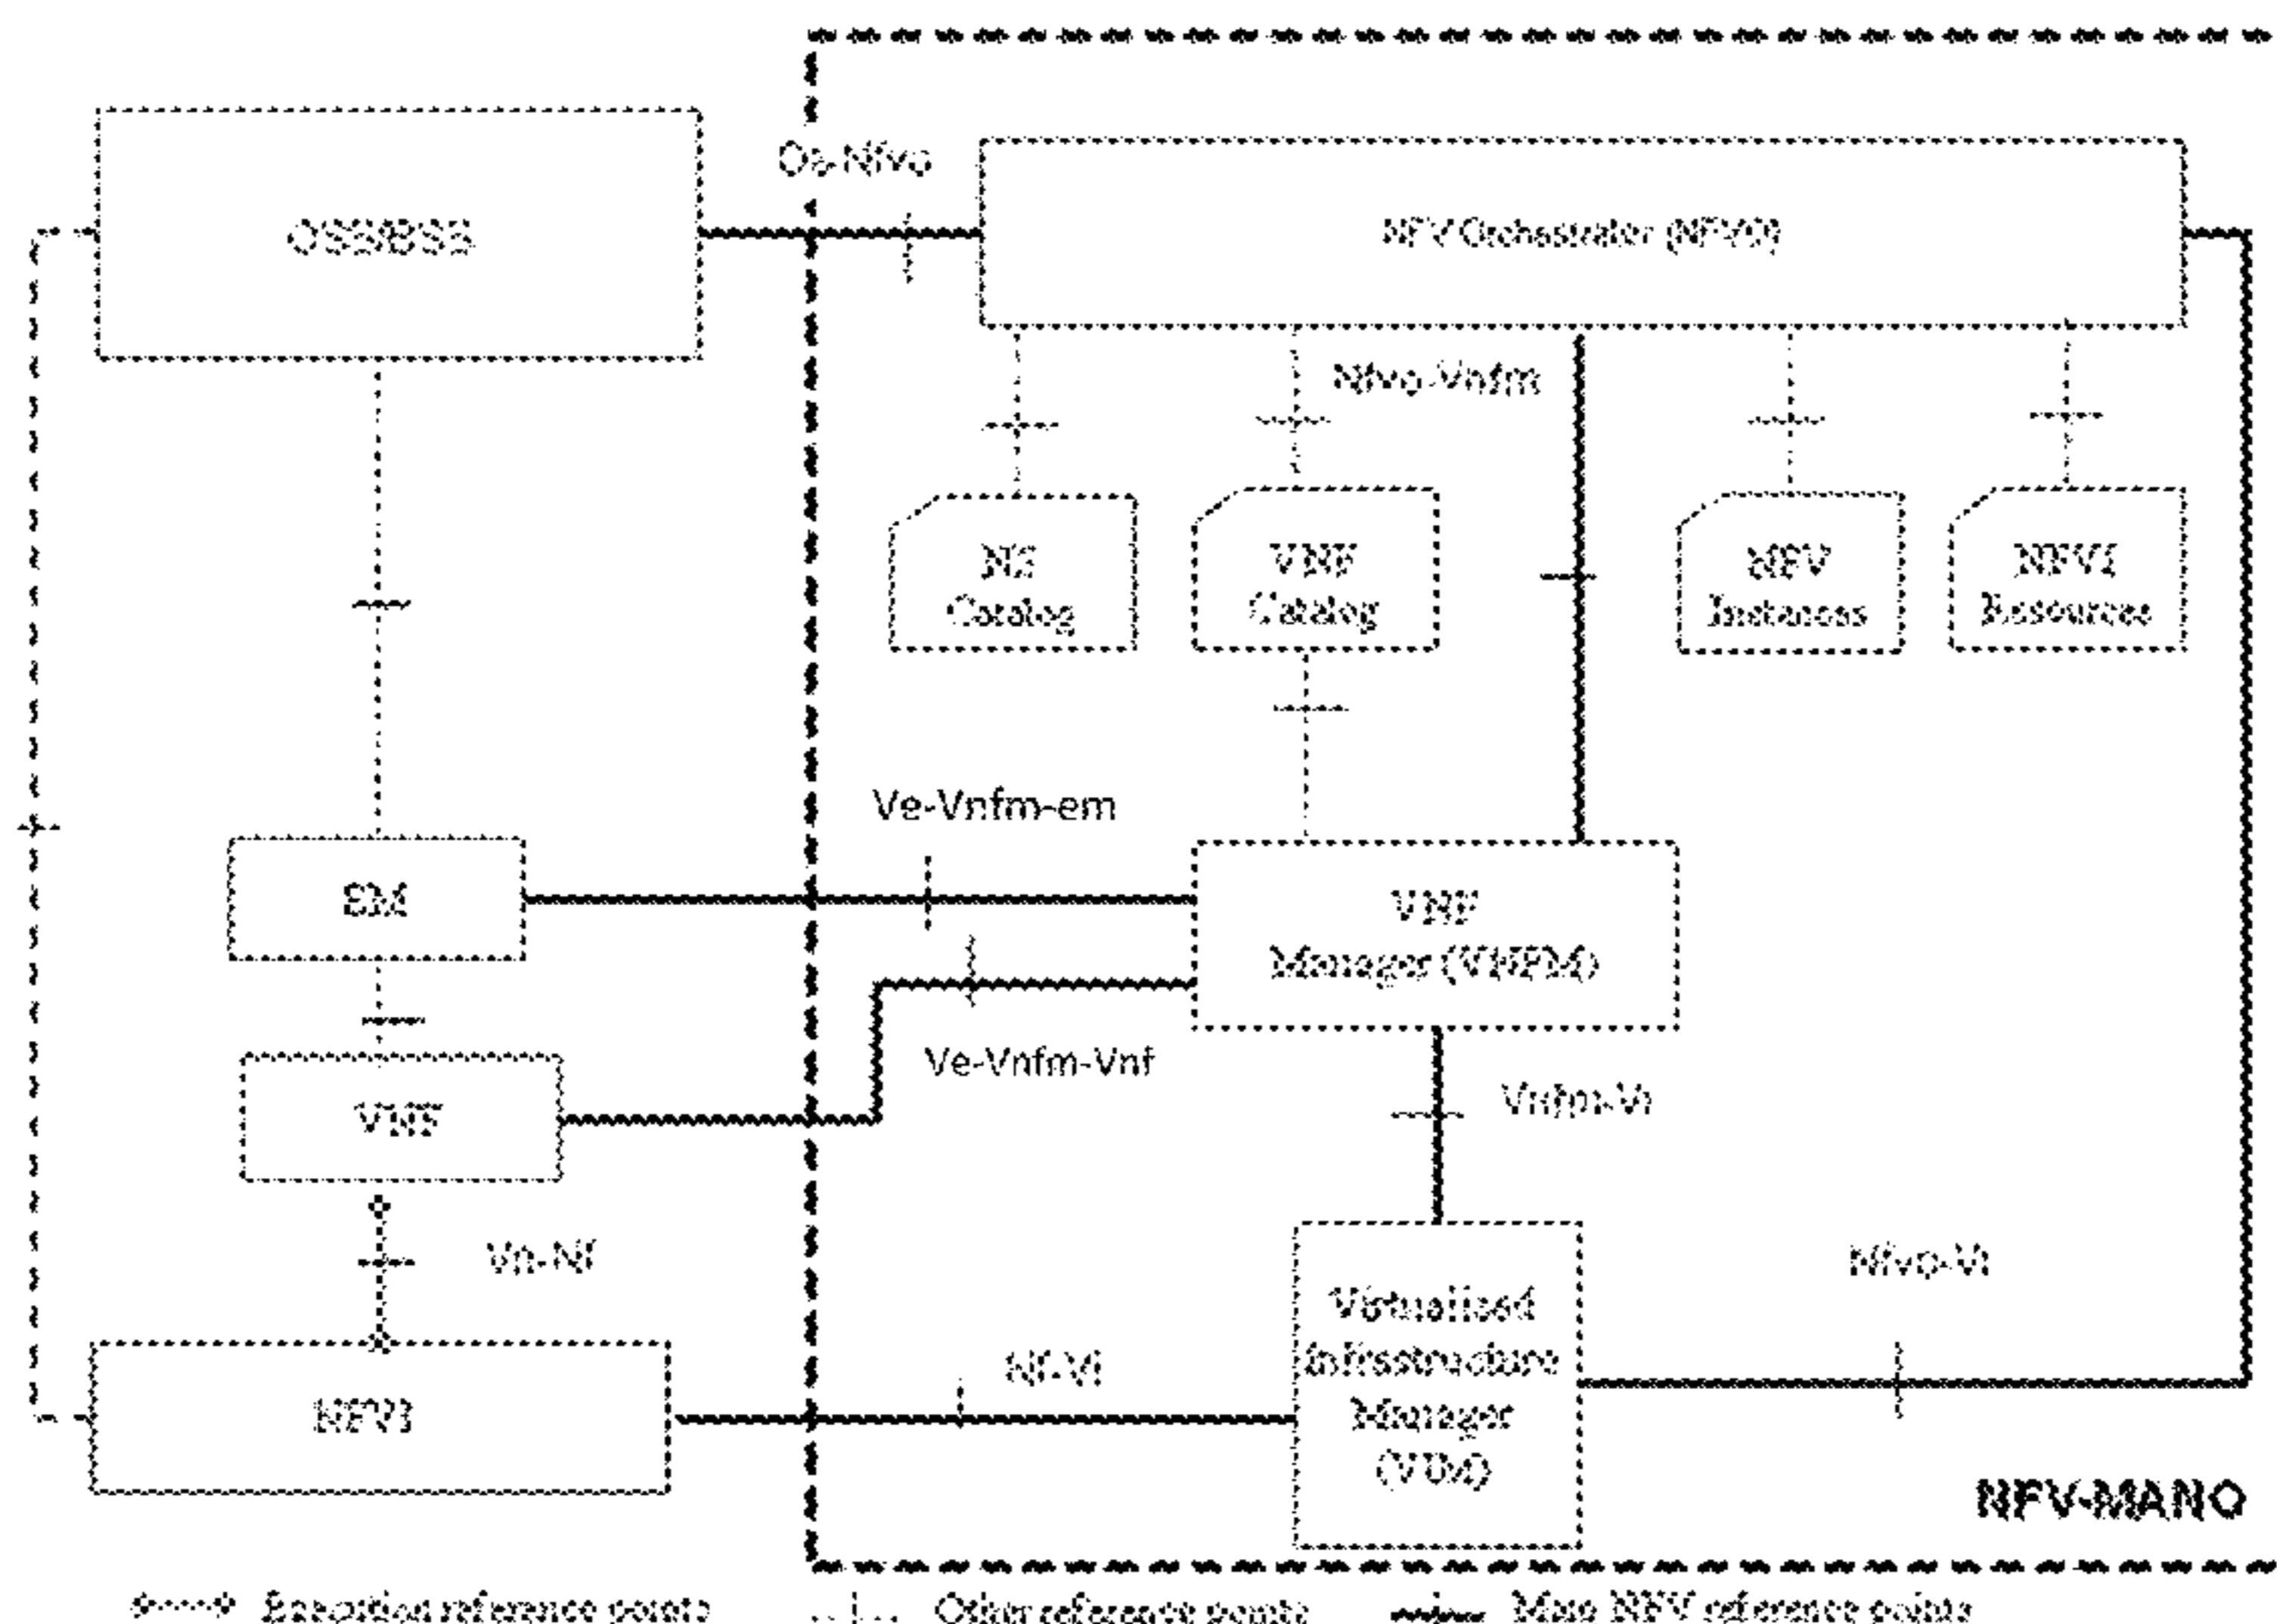 Os-Nfvo
OSS/BSS
NFV Orchestrator (NFVO)
Nfvo-Vnfm
NS
Catalog
VNF
Catalog
NFV
Instances
NFVI
Resources
Ve-Vnfm-em
EM
VNF
Manager (VNFM)
Ve-Vnfm-Vnf
VNF
Vnfm-Vi
Vn-Nf
Nfvo-Vi
Virtualised
Infrastructure
Manager
(VIM)
Nf-Vi
NFVI
NFV-MANO
Execution reference points
Other reference points
Main NFV reference points